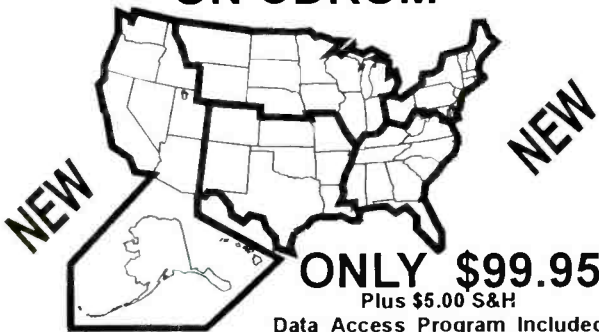 ON CDROM
NEW
NEW
ONLY $99.95
Plus $5.00 S&H
Data Access Program Included